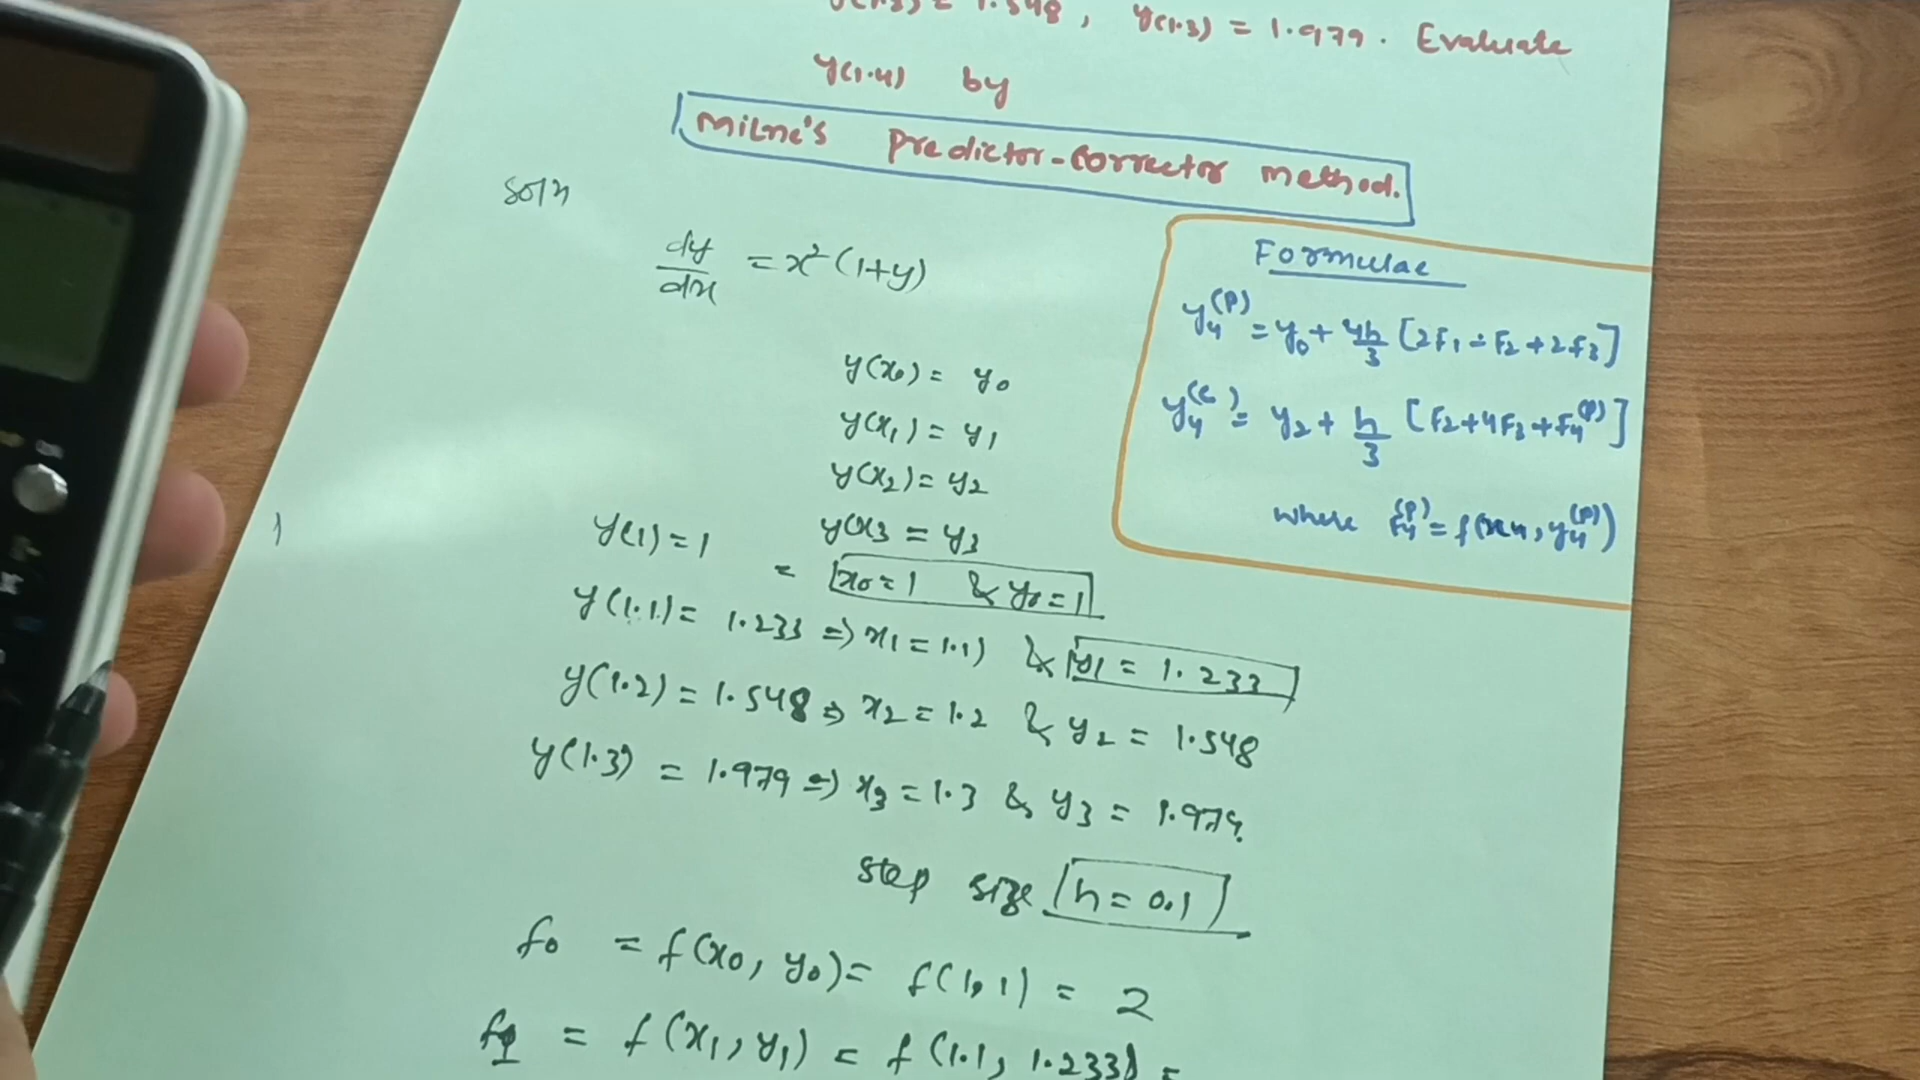 = 1.548, y(1.3) = 1.979. Evaluate
y(1.4) by
Milne's Predictor-Corrector method.
soln
dy/dx = x²(1+y)
y(x₀) = y₀
y(x₁) = y₁
y(x₂) = y₂
y(x₃ = y₃
y(1) = 1 = x₀ = 1 & y₀ = 1
y(1.1) = 1.233 ⇒ x₁ = 1.1) & y₁ = 1.233
y(1.2) = 1.548 ⇒ x₂ = 1.2 & y₂ = 1.548
y(1.3) = 1.979 ⇒ x₃ = 1.3 & y₃ = 1.979.
step size h = 0.1
f₀ = f(x₀, y₀) = f(1, 1) = 2
f₁ = f(x₁, y₁) = f(1.1, 1.233) =
Formulae
y₄⁽ᴾ⁾ = y₀ + 4h/3 [2F₁ - F₂ + 2F₃]
y₄⁽ᶜ⁾ = y₂ + h/3 [F₂ + 4F₃ + F₄⁽ᴾ⁾]
where F₄⁽ᴾ⁾ = f(x₄, y₄⁽ᴾ⁾)